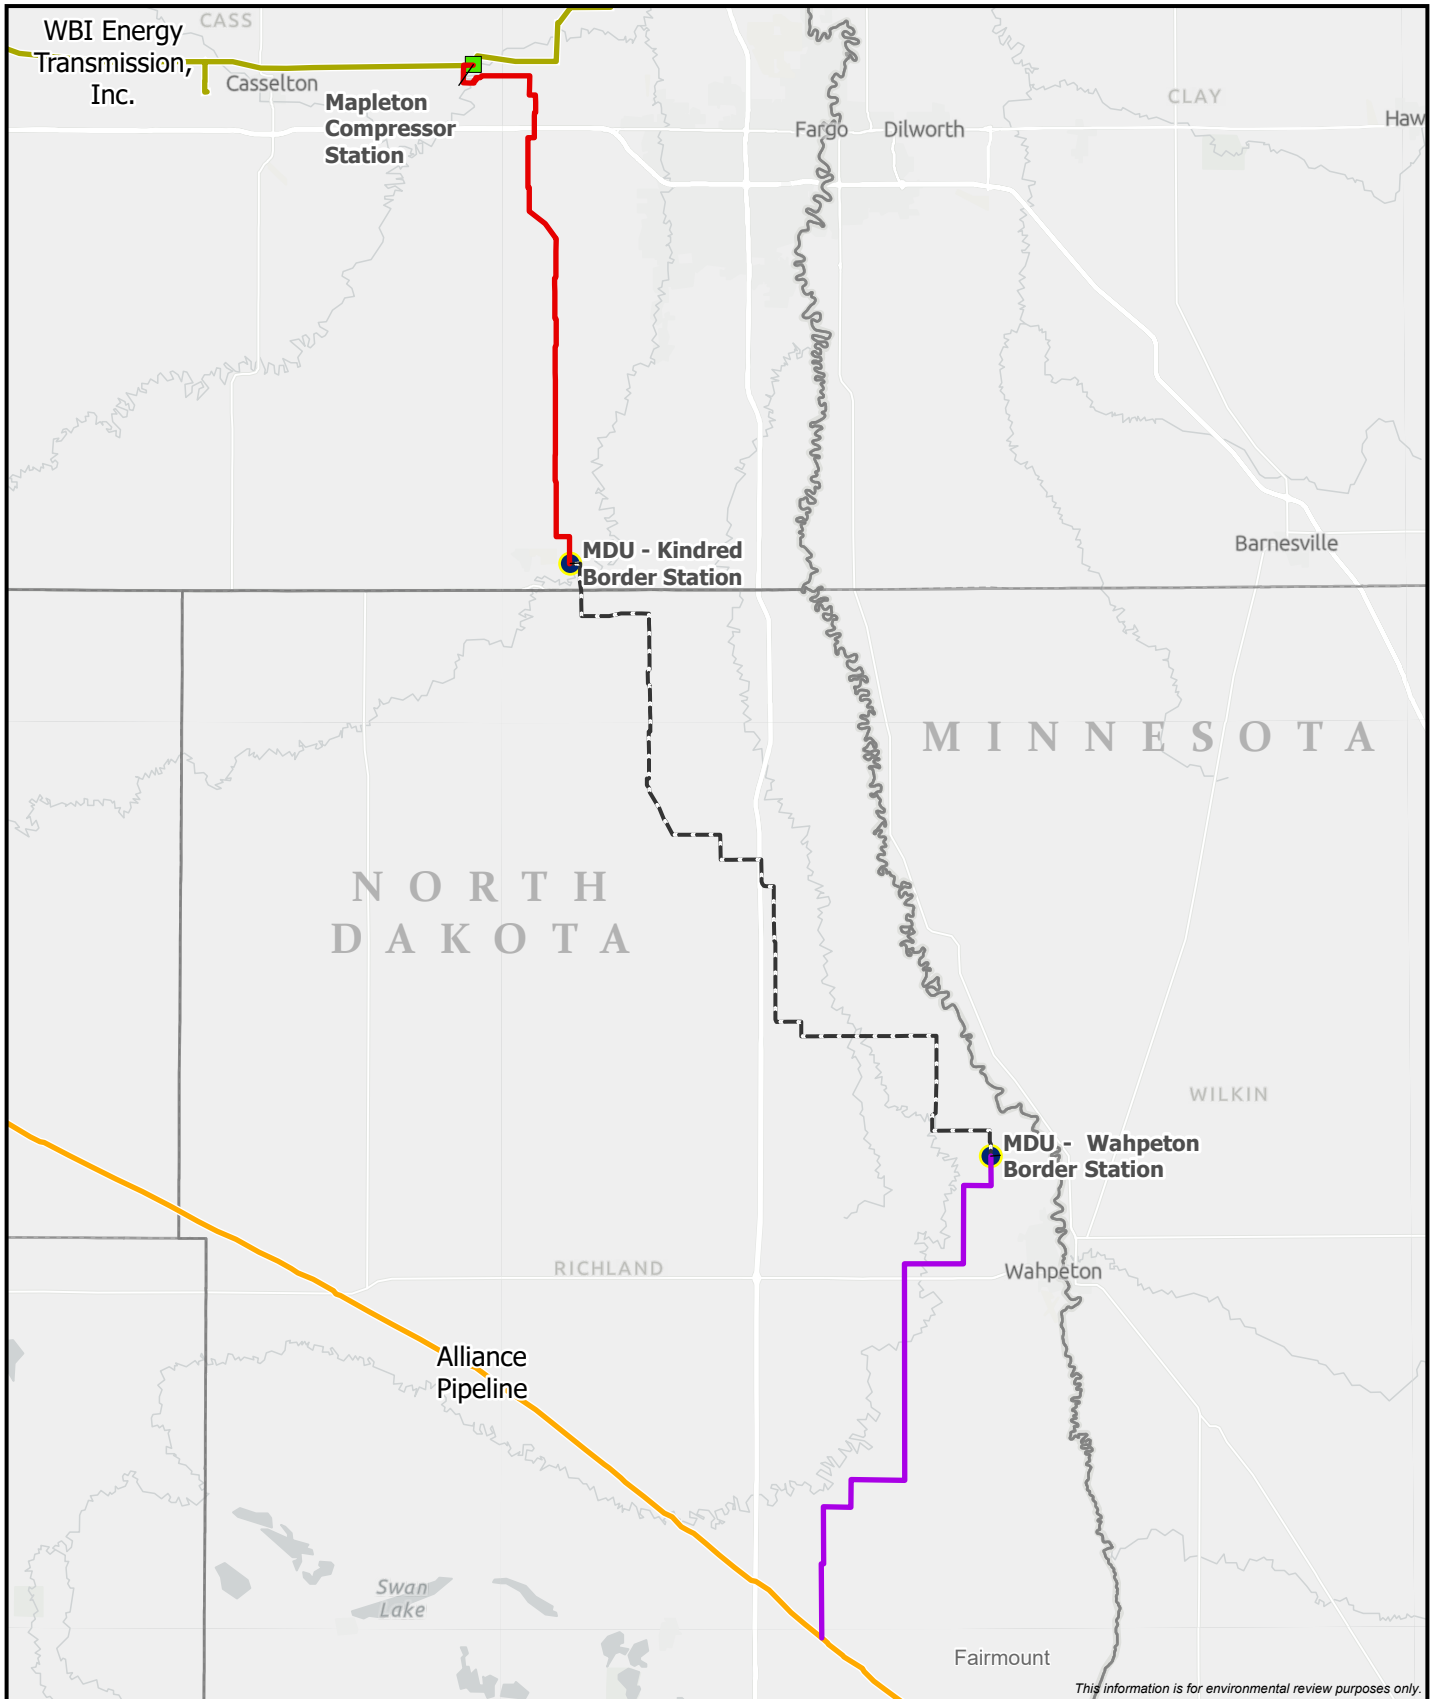 CASS
WBI Energy
Transmission,
Inc.
Casselton
Mapleton
Compressor
Station
Fargo
Dilworth
CLAY
Haw
MDU - Kindred
Border Station
Barnesville
MINNESOTA
NORTH
DAKOTA
WILKIN
MDU - Wahpeton
Border Station
RICHLAND
Wahpeton
Alliance
Pipeline
Swan
Lake
Fairmount
This information is for environmental review purposes only.